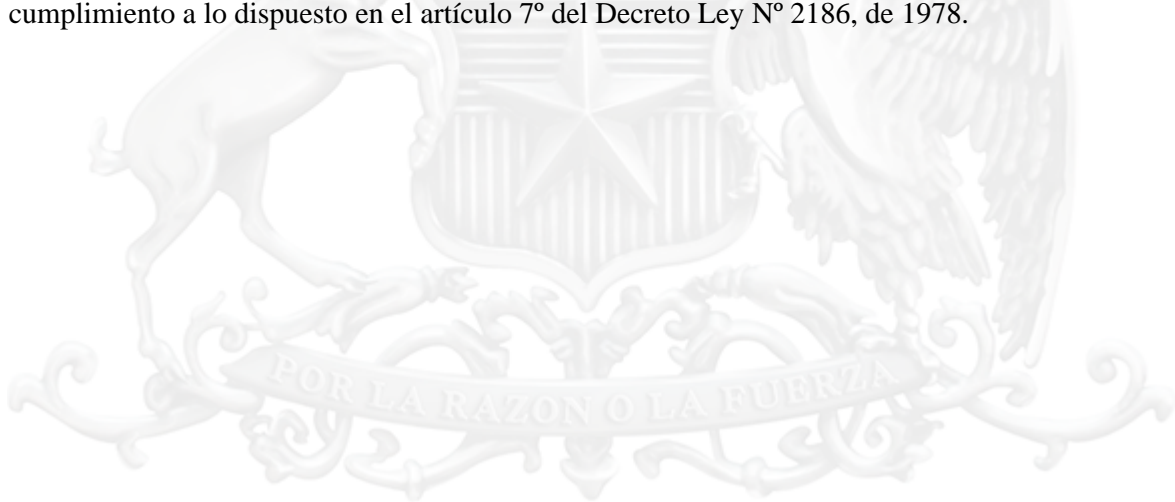 cumplimiento a lo dispuesto en el artículo 7º del Decreto Ley Nº 2186, de 1978.
POR LA RAZON O LA FUERZA